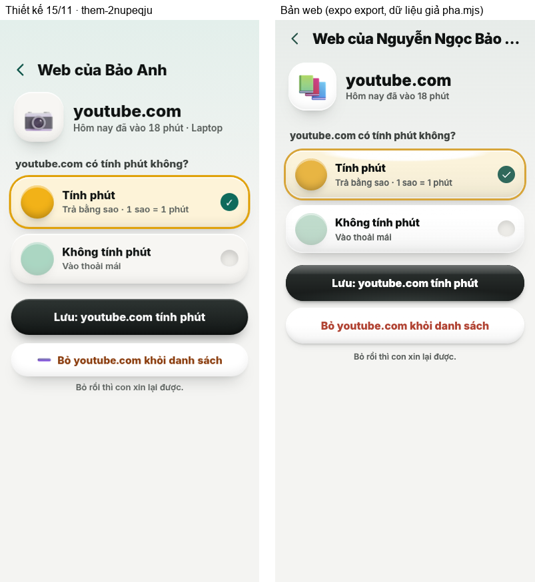 Thiết kế 15/11 · them-2nupeqju
Web của Bảo Anh
youtube.com
Hôm nay đã vào 18 phút · Laptop
youtube.com có tính phút không?
Tính phút
Trả bằng sao · 1 sao = 1 phút
Không tính phút
Vào thoải mái
Lưu: youtube.com tính phút
Bỏ youtube.com khỏi danh sách
Bỏ rồi thì con xin lại được.
Bản web (expo export, dữ liệu giả pha.mjs)
Web của Nguyễn Ngọc Bảo ...
youtube.com
Hôm nay đã vào 18 phút
youtube.com có tính phút không?
Tính phút
Trả bằng sao · 1 sao = 1 phút
Không tính phút
Vào thoải mái
Lưu: youtube.com tính phút
Bỏ youtube.com khỏi danh sách
Bỏ rồi thì con xin lại được.